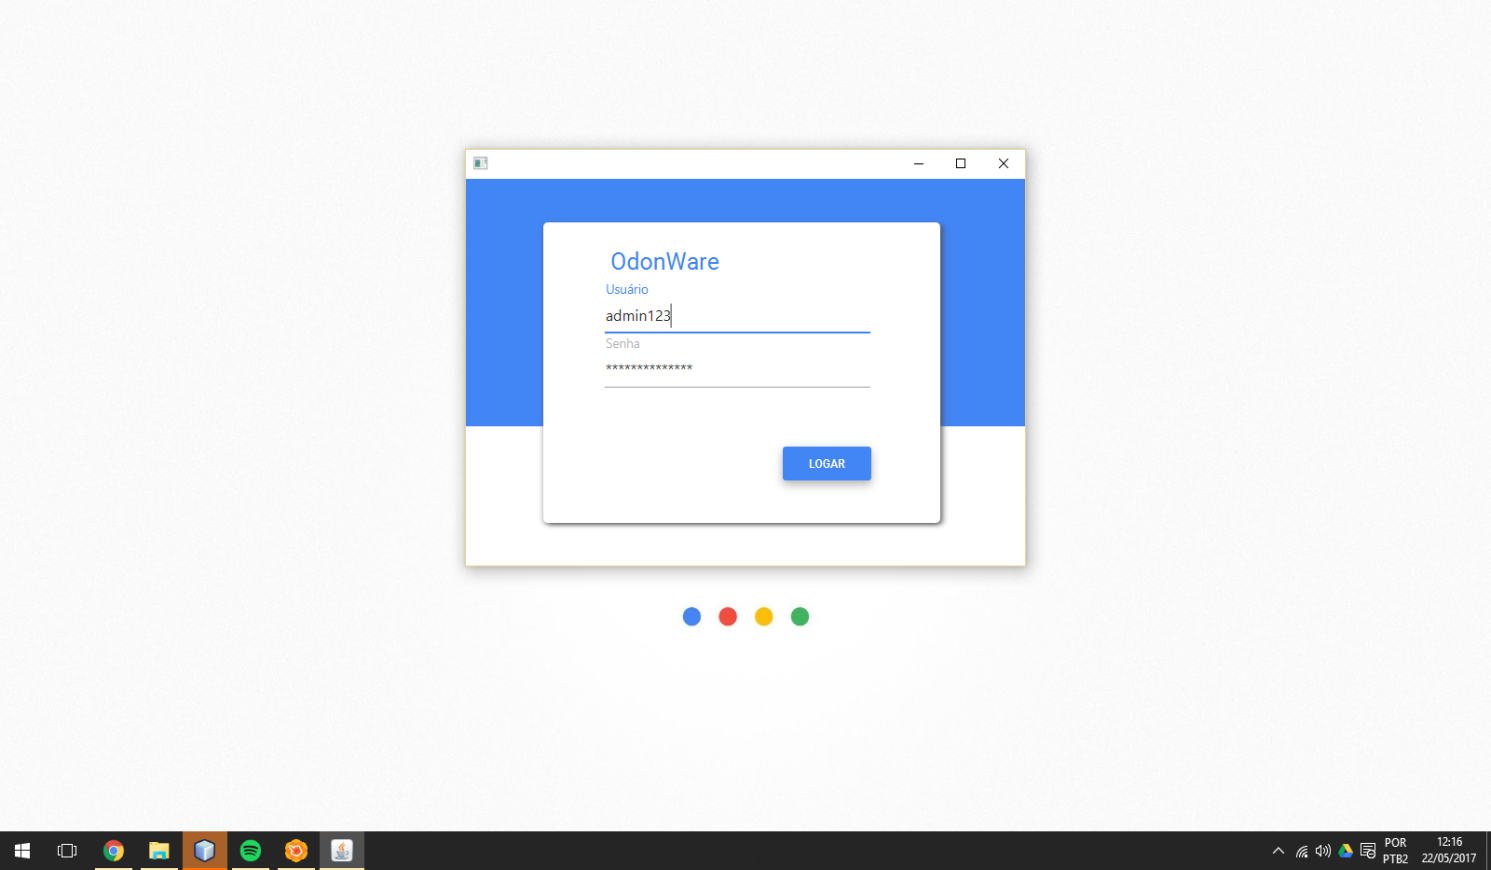 OdonWare
Usuário
admin123
Senha
**************
LOGAR
POR
PTB2
12:16
22/05/2017